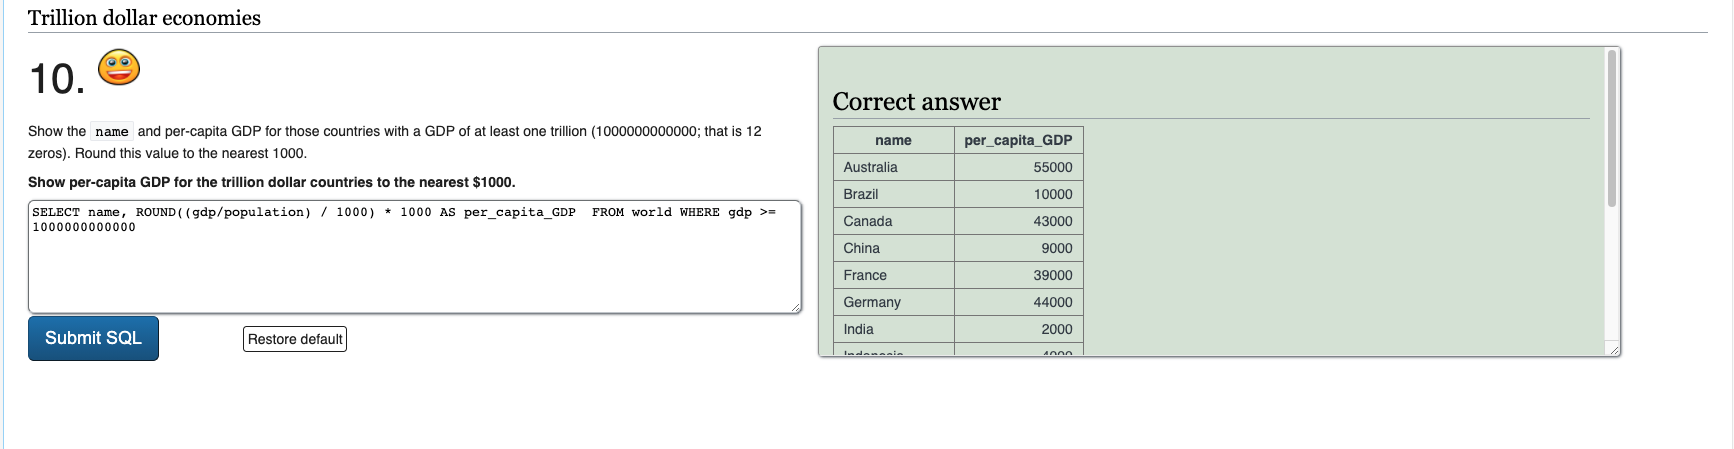 Trillion dollar economies
10.
Show the name and per-capita GDP for those countries with a GDP of at least one trillion (1000000000000; that is 12
zeros). Round this value to the nearest 1000.
Show per-capita GDP for the trillion dollar countries to the nearest $1000.
SELECT name, ROUND((gdp/population) / 1000) * 1000 AS per_capita_GDP  FROM world WHERE gdp >=
1000000000000
Submit SQL
Restore default
Correct answer
name per_capita_GDP
Australia 55000
Brazil 10000
Canada 43000
China 9000
France 39000
Germany 44000
India 2000
Indonesia 4000